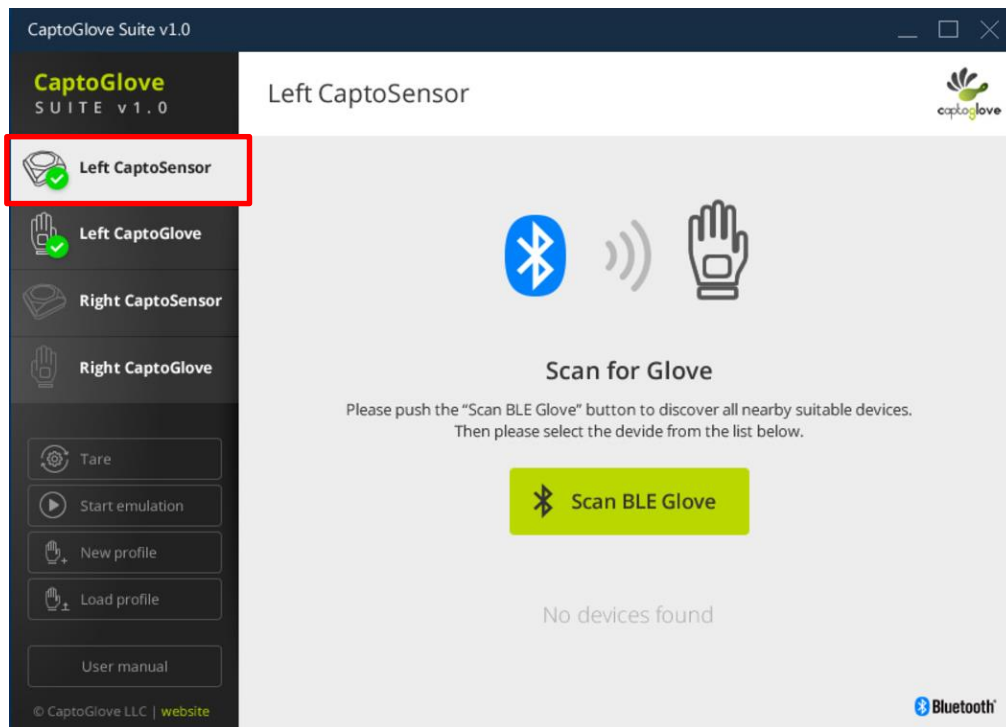 CaptoGlove Suite v1.0
CaptoGlove
SUITE v1.0
Left CaptoSensor
captoglove
Left CaptoSensor
Left CaptoGlove
Right CaptoSensor
Right CaptoGlove
Scan for Glove
Please push the “Scan BLE Glove” button to discover all nearby suitable devices.
Then please select the devide from the list below.
Tare
Scan BLE Glove
Start emulation
New profile
Load profile
No devices found
User manual
© CaptoGlove LLC | website
Bluetooth®